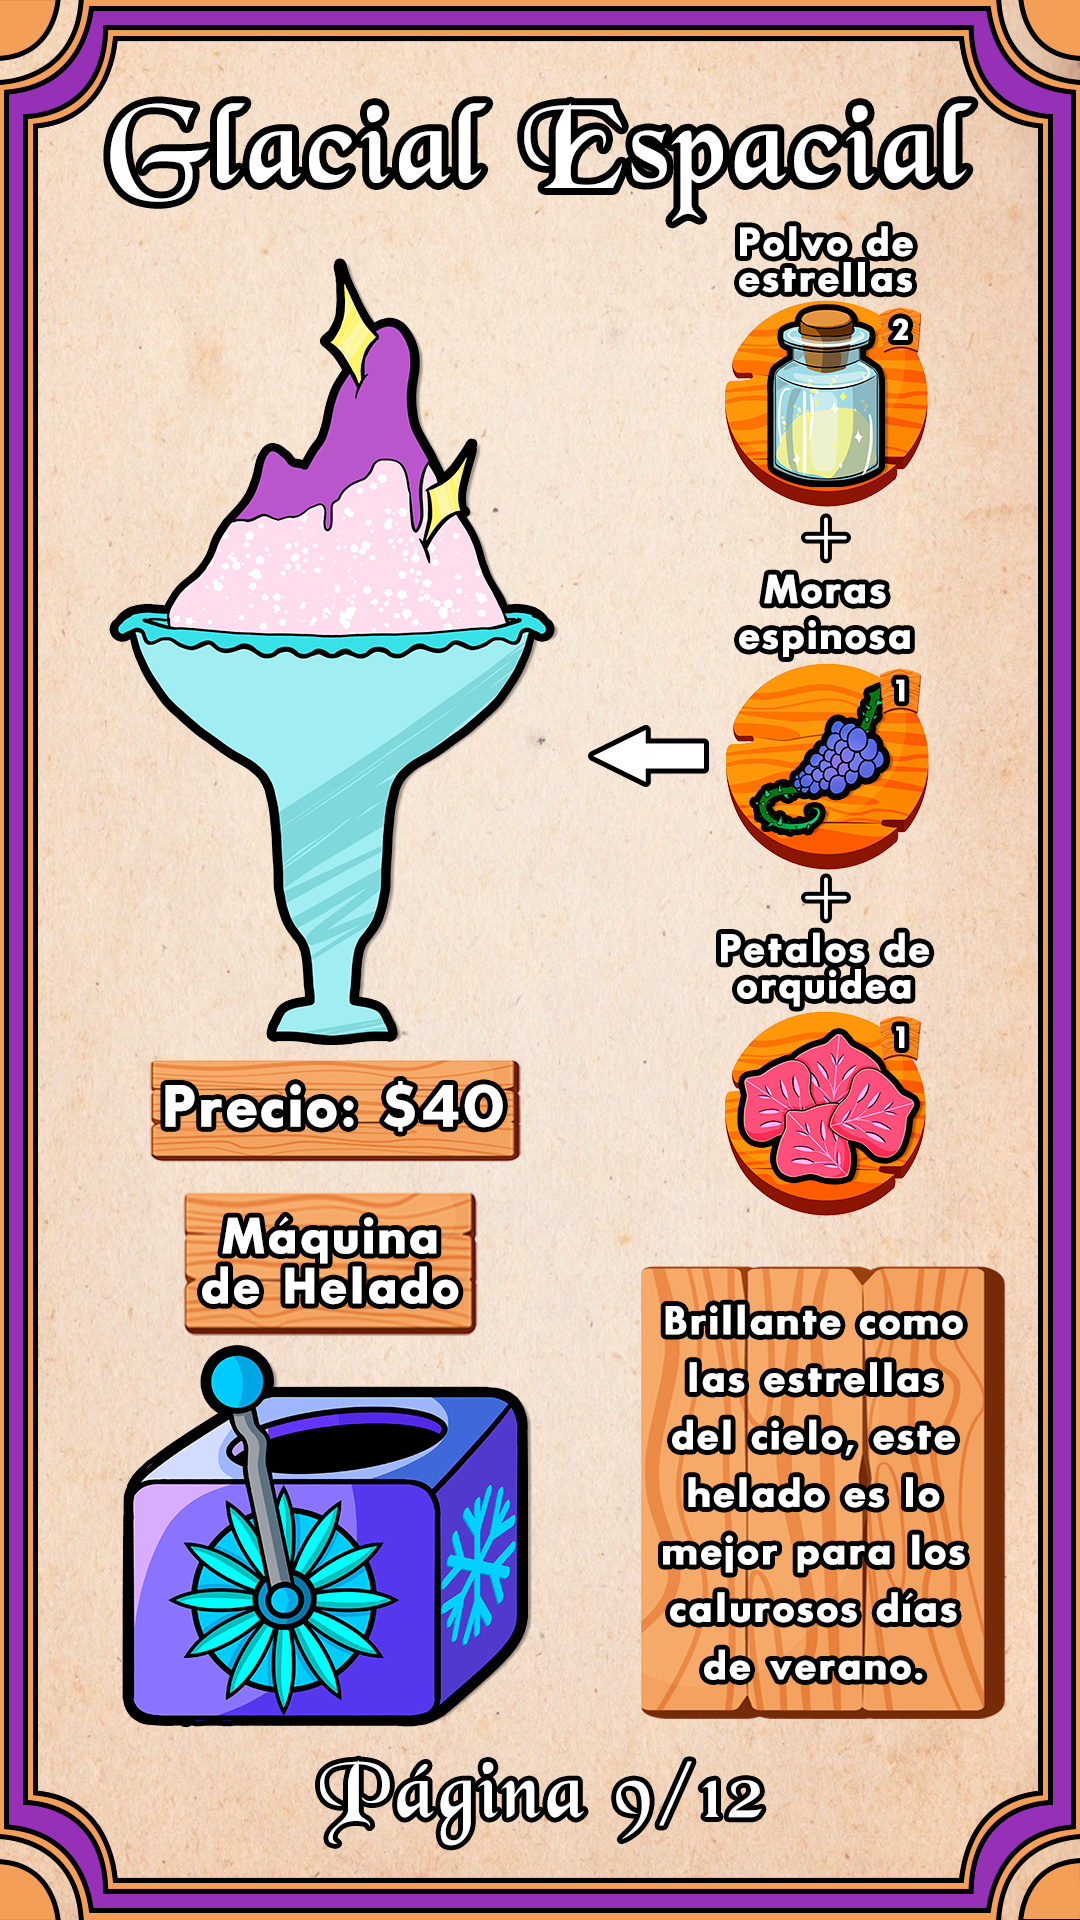 Glacial Espacial
Polvo de
estrellas
2
+
Moras
espinosa
1
+
Petalos de
orquidea
1
Precio: $40
Máquina
de Helado
Brillante como
las estrellas
del cielo, este
helado es lo
mejor para los
calurosos días
de verano.
Página 9/12